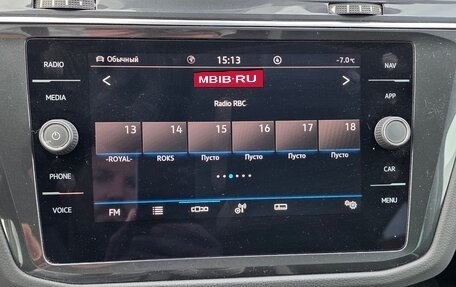 RADIO
MEDIA
PHONE
VOICE
Обычный 15:13 -7.0°C
MBIB-RU
Radio RBC
13 14 15 16 17 18
-ROYAL- ROKS Пусто Пусто Пусто Пусто
FM
NAV
APP
CAR
MENU